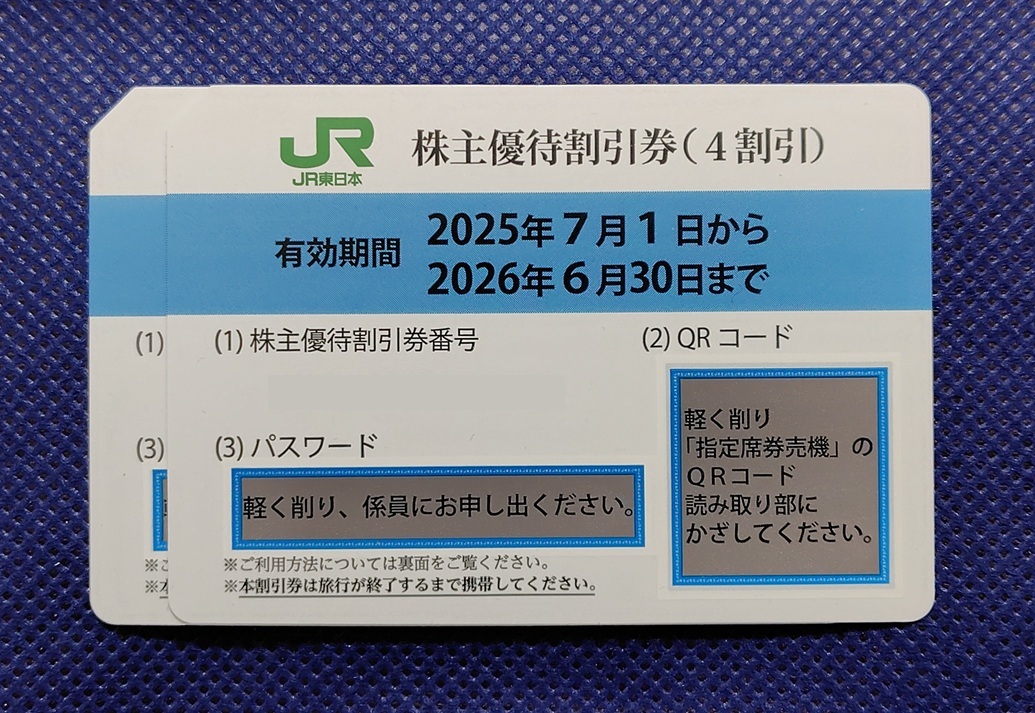 JR
JR東日本
株主優待割引券(４割引)
有効期間
2025年７月１日から
2026年６月30日まで
(1)
(1) 株主優待割引券番号
(2) QR コード
軽く削り
「指定席券売機」の
ＱＲコード
読み取り部に
かざしてください。
(3)
(3) パスワード
軽く削り、係員にお申し出ください。
※ご利用方法については裏面をご覧ください。
※本割引券は旅行が終了するまで携帯してください。